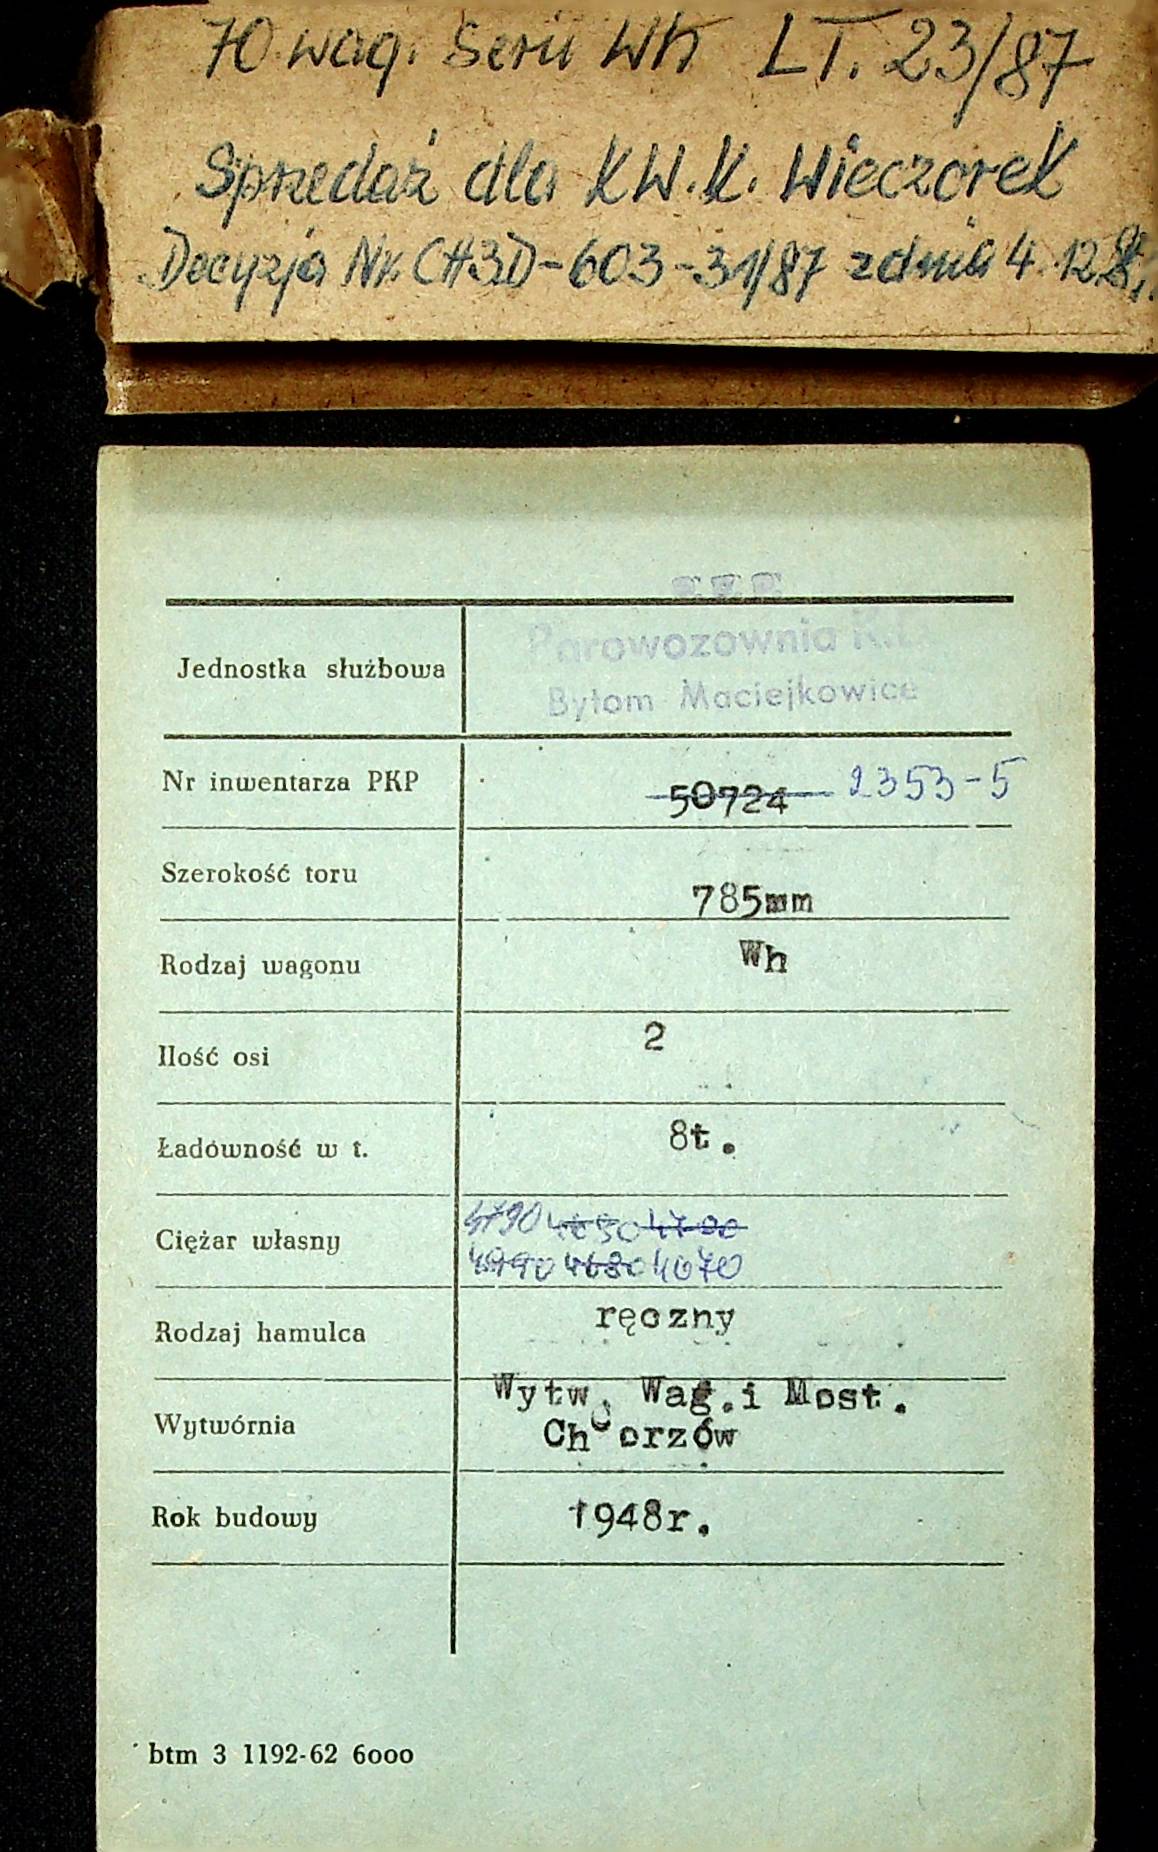 70 wag. Serii Wh LT. 23/87
Sprzedaż dla KW.K. Wieczorek
Decyzja Nr. CH3D-603-31/87 z dnia 4.12.
Parowozownia
Jednostka służbowa
Bytom Maciejkowice
Nr inwentarza PKP 50724 2353-5
Szerokość toru 785mm
Rodzaj wagonu Wh
Ilość osi 2
Ładówność w t. 8t.
4790
Ciężar własny
4670
Rodzaj hamulca ręczny
Wytw. Wag.i Most.
Wytwórnia Chorzów
Rok budowy 1948r.
btm 3 1192-62 6000